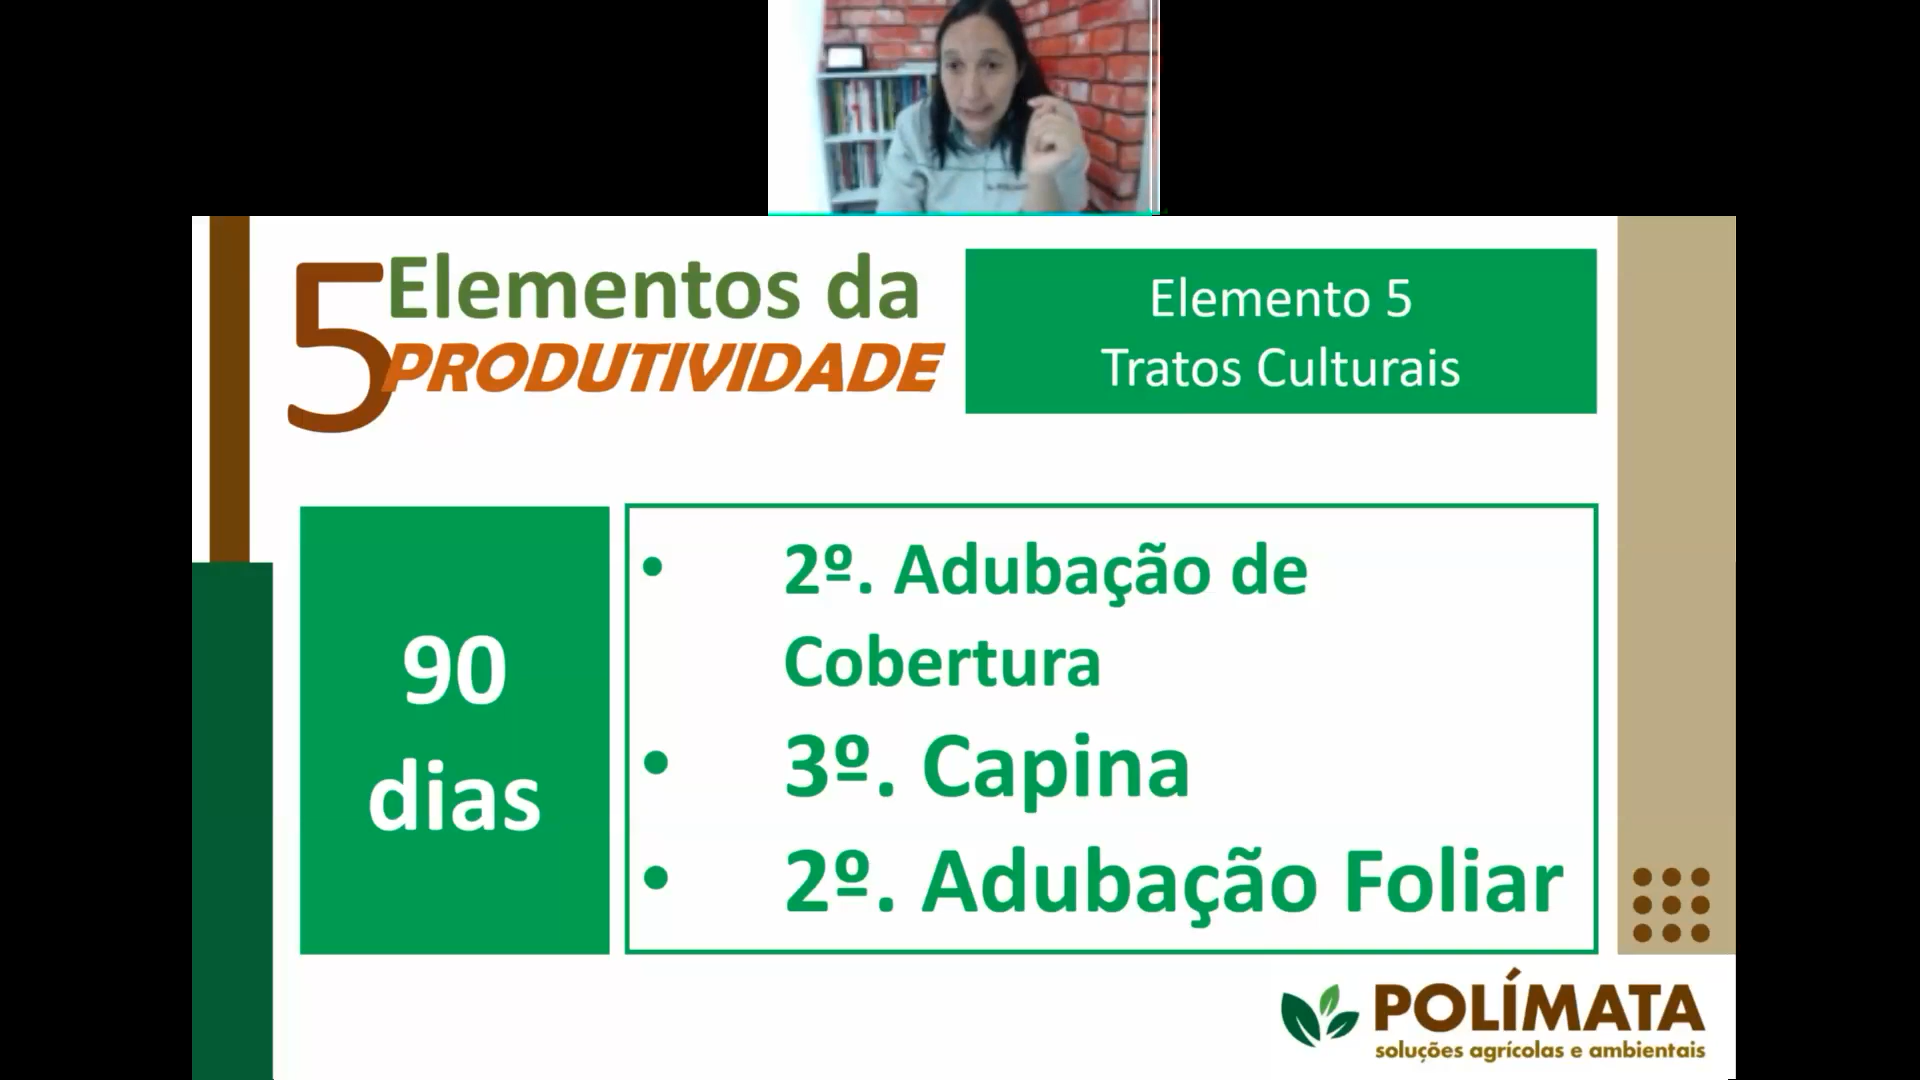 5 Elementos da
PRODUTIVIDADE
Elemento 5
Tratos Culturais
90
dias
• 2º. Adubação de
Cobertura
• 3º. Capina
• 2º. Adubação Foliar
POLÍMATA
soluções agrícolas e ambientais